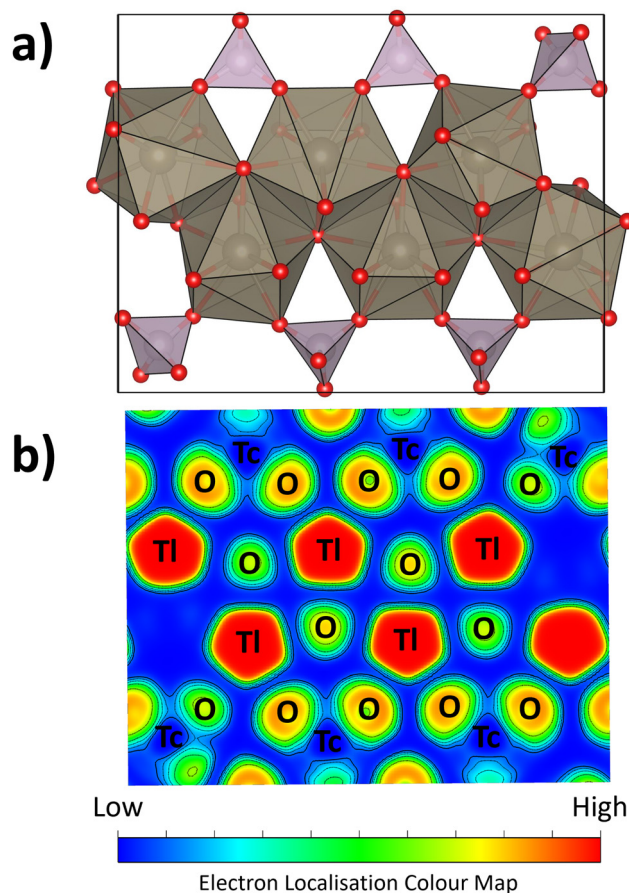 a)
b)
Tc Tc Tc
O O O O O
Tl O Tl O Tl
Tl O Tl O
O O O O O
Tc Tc Tc
Low High
Electron Localisation Colour Map